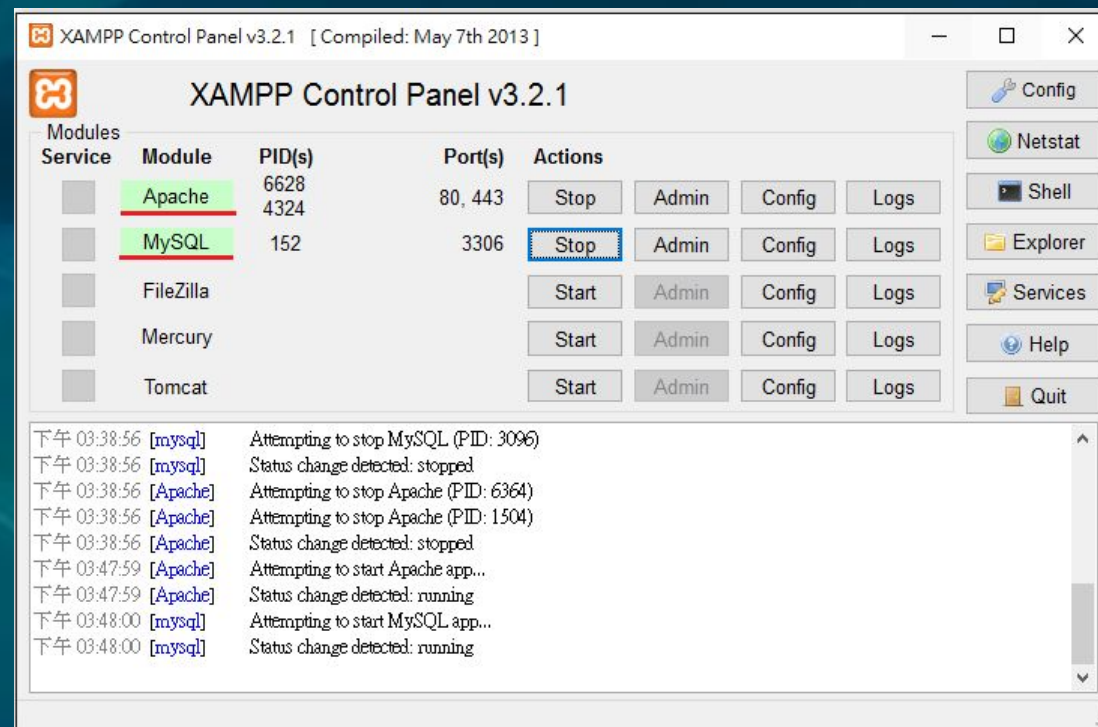 XAMPP Control Panel v3.2.1 [ Compiled: May 7th 2013 ]
XAMPP Control Panel v3.2.1
Config
Modules
Service Module PID(s) Port(s) Actions
Netstat
Apache 6628 4324 80, 443 Stop Admin Config Logs
Shell
MySQL 152 3306 Stop Admin Config Logs
Explorer
FileZilla Start Admin Config Logs
Services
Mercury Start Admin Config Logs
Help
Tomcat Start Admin Config Logs
Quit
下午 03:38:56 [mysql] Attempting to stop MySQL (PID: 3096)
下午 03:38:56 [mysql] Status change detected: stopped
下午 03:38:56 [Apache] Attempting to stop Apache (PID: 6364)
下午 03:38:56 [Apache] Attempting to stop Apache (PID: 1504)
下午 03:38:56 [Apache] Status change detected: stopped
下午 03:47:59 [Apache] Attempting to start Apache app...
下午 03:47:59 [Apache] Status change detected: running
下午 03:48:00 [mysql] Attempting to start MySQL app...
下午 03:48:00 [mysql] Status change detected: running